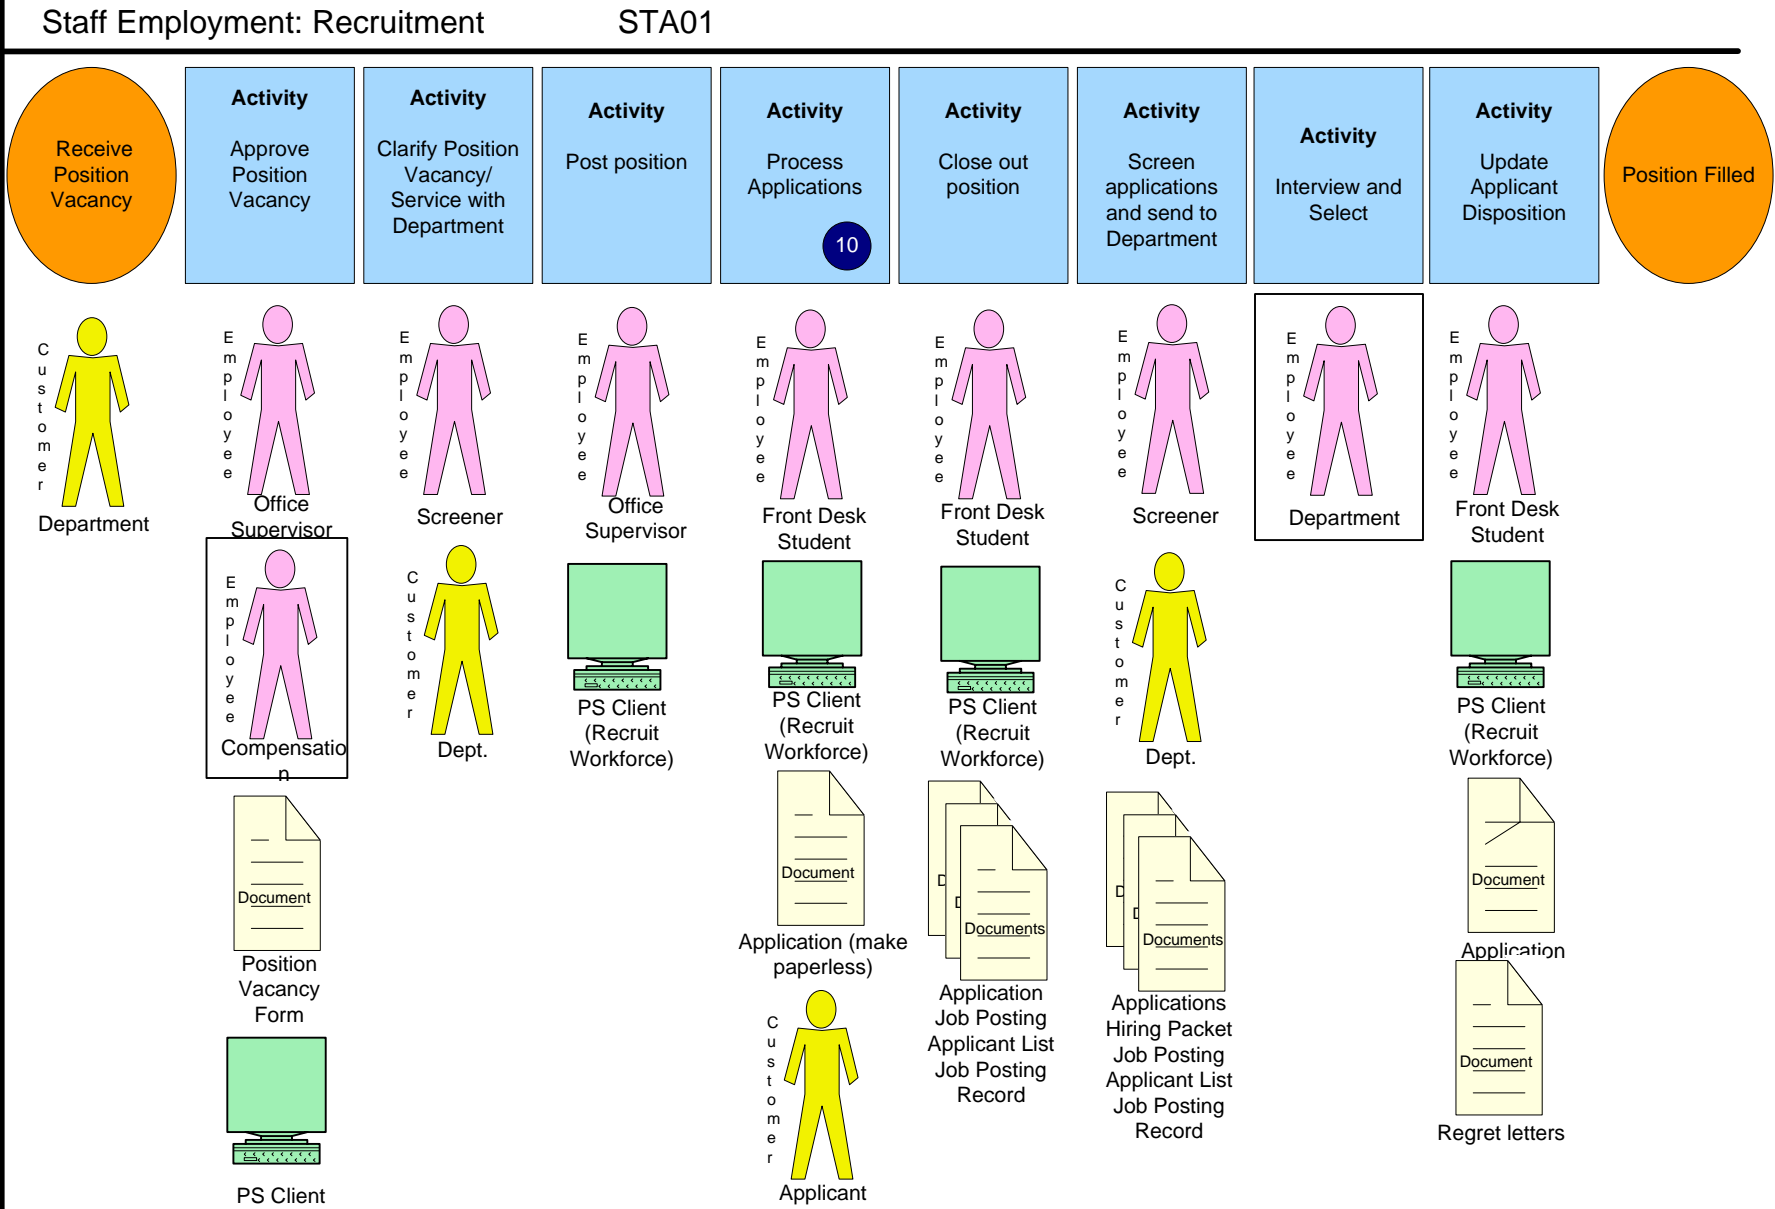 Staff Employment: Recruitment STA01
Receive
Position
Vacancy
Activity
Approve
Position
Vacancy
Activity
Clarify Position
Vacancy/
Service with
Department
Activity
Post position
Activity
Process
Applications
10
Activity
Close out
position
Activity
Screen
applications
and send to
Department
Activity
Interview and
Select
Activity
Update
Applicant
Disposition
Position Filled
Customer
Department
Employee
Office
Supervisor
Employee
Compensatio
n
Document
Position
Vacancy
Form
PS Client
Employee
Screener
Customer
Dept.
Employee
Office
Supervisor
PS Client
(Recruit
Workforce)
Employee
Front Desk
Student
PS Client
(Recruit
Workforce)
Document
Application (make
paperless)
Customer
Applicant
Employee
Front Desk
Student
PS Client
(Recruit
Workforce)
D
D
Documents
Application
Job Posting
Applicant List
Job Posting
Record
Employee
Screener
Customer
Dept.
D
D
Documents
Applications
Hiring Packet
Job Posting
Applicant List
Job Posting
Record
Employee
Department
Employee
Front Desk
Student
PS Client
(Recruit
Workforce)
Document
Application
Document
Regret letters